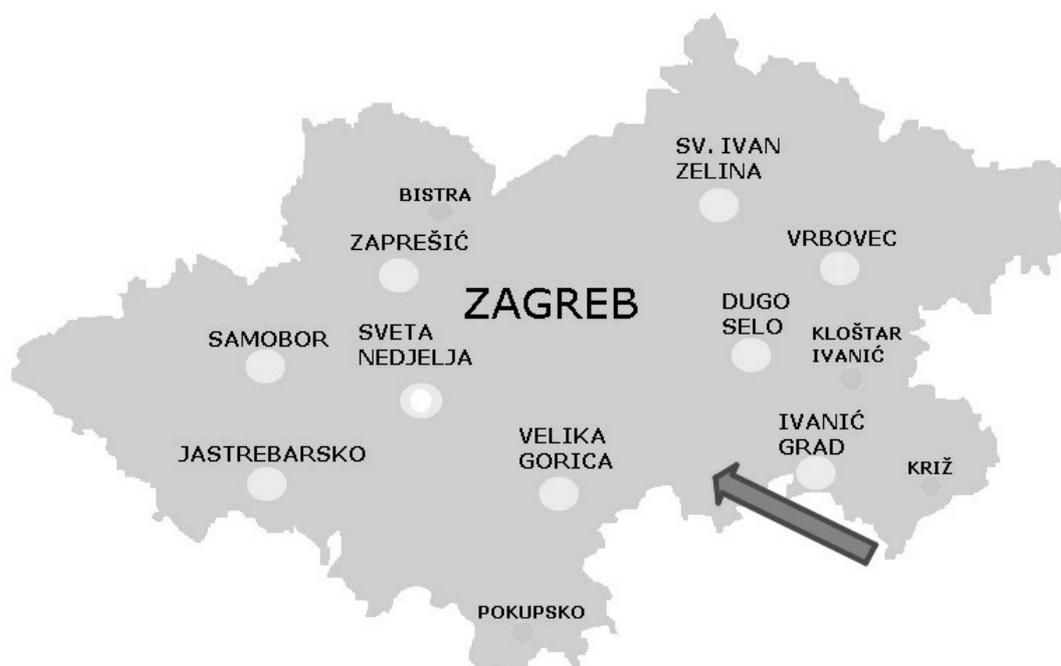 SV. IVAN
ZELINA
BISTRA
ZAPREŠIĆ
VRBOVEC
ZAGREB
DUGO
SELO
SAMOBOR
SVETA
NEDJELJA
KLOŠTAR
IVANIĆ
JASTREBARSKO
VELIKA
GORICA
IVANIĆ
GRAD
KRIŽ
POKUPSKO